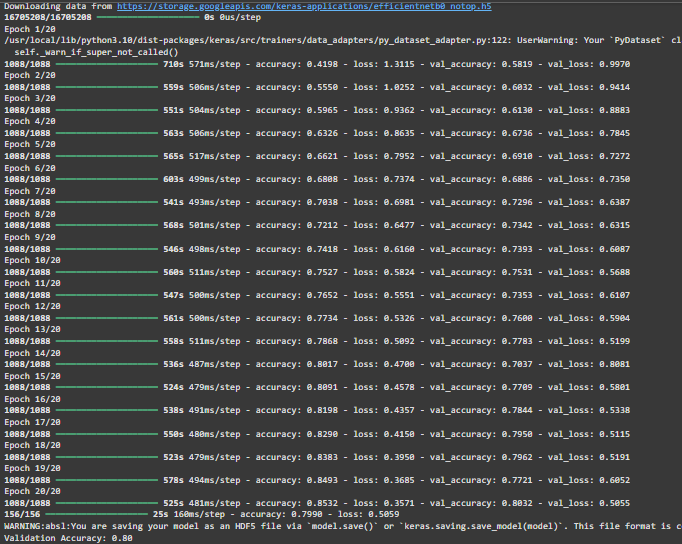 Downloading data from https://storage.googleapis.com/keras-applications/efficientnetb0_notop.h5
16705208/16705208 0s 0us/step
Epoch 1/20
/usr/local/lib/python3.10/dist-packages/keras/src/trainers/data_adapters/py_dataset_adapter.py:122: UserWarning: Your `PyDataset` cl
self._warn_if_super_not_called()
1088/1088 710s 571ms/step - accuracy: 0.4198 - loss: 1.3115 - val_accuracy: 0.5819 - val_loss: 0.9970
Epoch 2/20
1088/1088 559s 506ms/step - accuracy: 0.5550 - loss: 1.0252 - val_accuracy: 0.6032 - val_loss: 0.9414
Epoch 3/20
1088/1088 551s 504ms/step - accuracy: 0.5965 - loss: 0.9362 - val_accuracy: 0.6130 - val_loss: 0.8883
Epoch 4/20
1088/1088 563s 506ms/step - accuracy: 0.6326 - loss: 0.8635 - val_accuracy: 0.6736 - val_loss: 0.7845
Epoch 5/20
1088/1088 565s 517ms/step - accuracy: 0.6621 - loss: 0.7952 - val_accuracy: 0.6910 - val_loss: 0.7272
Epoch 6/20
1088/1088 603s 499ms/step - accuracy: 0.6808 - loss: 0.7374 - val_accuracy: 0.6886 - val_loss: 0.7350
Epoch 7/20
1088/1088 541s 493ms/step - accuracy: 0.7038 - loss: 0.6981 - val_accuracy: 0.7296 - val_loss: 0.6387
Epoch 8/20
1088/1088 568s 501ms/step - accuracy: 0.7212 - loss: 0.6477 - val_accuracy: 0.7342 - val_loss: 0.6315
Epoch 9/20
1088/1088 546s 498ms/step - accuracy: 0.7418 - loss: 0.6160 - val_accuracy: 0.7393 - val_loss: 0.6087
Epoch 10/20
1088/1088 560s 511ms/step - accuracy: 0.7527 - loss: 0.5824 - val_accuracy: 0.7531 - val_loss: 0.5688
Epoch 11/20
1088/1088 547s 500ms/step - accuracy: 0.7652 - loss: 0.5551 - val_accuracy: 0.7353 - val_loss: 0.6107
Epoch 12/20
1088/1088 561s 500ms/step - accuracy: 0.7734 - loss: 0.5326 - val_accuracy: 0.7600 - val_loss: 0.5904
Epoch 13/20
1088/1088 558s 511ms/step - accuracy: 0.7868 - loss: 0.5092 - val_accuracy: 0.7783 - val_loss: 0.5199
Epoch 14/20
1088/1088 536s 487ms/step - accuracy: 0.8017 - loss: 0.4700 - val_accuracy: 0.7037 - val_loss: 0.8081
Epoch 15/20
1088/1088 524s 479ms/step - accuracy: 0.8091 - loss: 0.4578 - val_accuracy: 0.7709 - val_loss: 0.5801
Epoch 16/20
1088/1088 538s 491ms/step - accuracy: 0.8198 - loss: 0.4357 - val_accuracy: 0.7844 - val_loss: 0.5338
Epoch 17/20
1088/1088 550s 480ms/step - accuracy: 0.8290 - loss: 0.4150 - val_accuracy: 0.7950 - val_loss: 0.5115
Epoch 18/20
1088/1088 523s 479ms/step - accuracy: 0.8383 - loss: 0.3950 - val_accuracy: 0.7962 - val_loss: 0.5191
Epoch 19/20
1088/1088 578s 494ms/step - accuracy: 0.8493 - loss: 0.3685 - val_accuracy: 0.7721 - val_loss: 0.6052
Epoch 20/20
1088/1088 525s 481ms/step - accuracy: 0.8532 - loss: 0.3571 - val_accuracy: 0.8032 - val_loss: 0.5055
156/156 25s 160ms/step - accuracy: 0.7990 - loss: 0.5059
WARNING:absl:You are saving your model as an HDF5 file via `model.save()` or `keras.saving.save_model(model)`. This file format is c
Validation Accuracy: 0.80